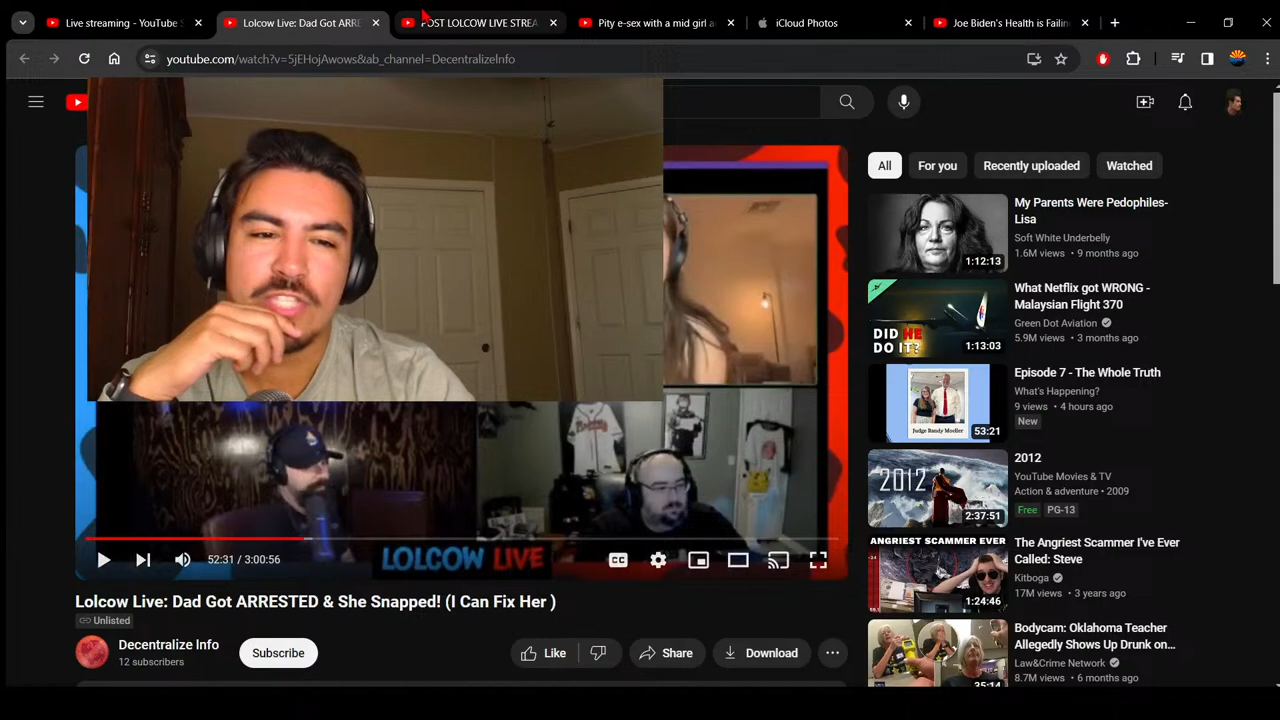 Live streaming - YouTube S
Lolcow Live: Dad Got ARRE
POST LOLCOW LIVE STREA
Pity e-sex with a mid girl a
iCloud Photos
Joe Biden's Health is Failin
youtube.com/watch?v=5jEHojAwows&ab_channel=DecentralizeInfo
All
For you
Recently uploaded
Watched
My Parents Were Pedophiles-
Lisa
Soft White Underbelly
1.6M views • 9 months ago
1:12:13
What Netflix got WRONG -
Malaysian Flight 370
Green Dot Aviation
5.9M views • 3 months ago
DID HE
DO IT?
1:13:03
Episode 7 - The Whole Truth
What's Happening?
9 views • 4 hours ago
New
Judge Randy Modler
53:21
2012
YouTube Movies & TV
Action & adventure • 2009
Free PG-13
2012
2:37:51
ANGRIEST SCAMMER EVER
The Angriest Scammer I've Ever
Called: Steve
Kitboga
17M views • 3 years ago
1:24:46
Bodycam: Oklahoma Teacher
Allegedly Shows Up Drunk on...
Law&Crime Network
8.7M views • 6 months ago
35:14
52:31 / 3:00:56
LOLCOW LIVE
CC
Lolcow Live: Dad Got ARRESTED & She Snapped! (I Can Fix Her )
Unlisted
Decentralize Info
12 subscribers
Subscribe
Like
Share
Download